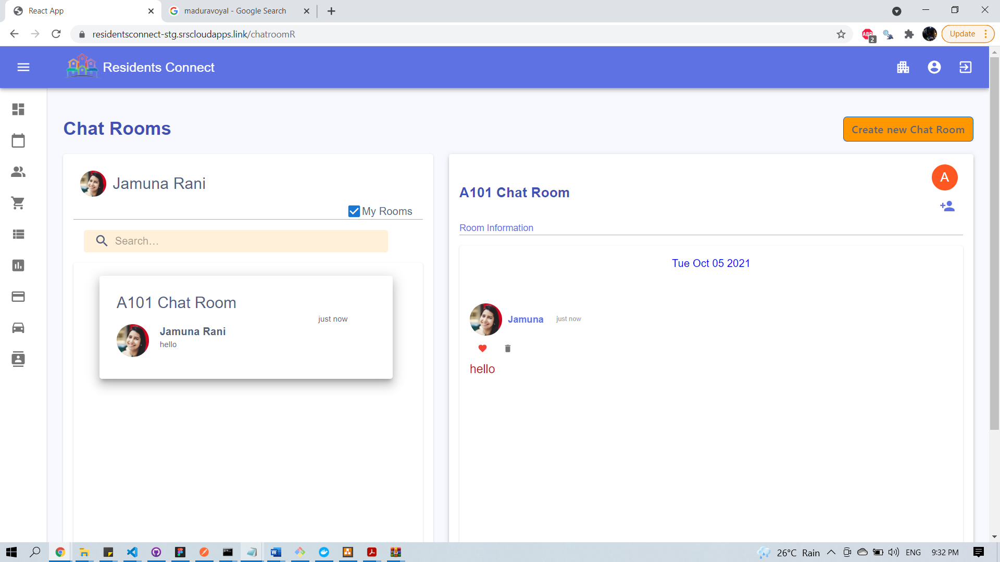 React App
maduravoyal - Google Search
residentsconnect-stg.srscloudapps.link/chatroomR
ABP
2
Update
Residents Connect
Chat Rooms
Create new Chat Room
Jamuna Rani
My Rooms
Search...
A101 Chat Room
just now
Jamuna Rani
hello
A
A101 Chat Room
Room Information
Tue Oct 05 2021
Jamuna
just now
hello
26°C Rain
ENG
9:32 PM